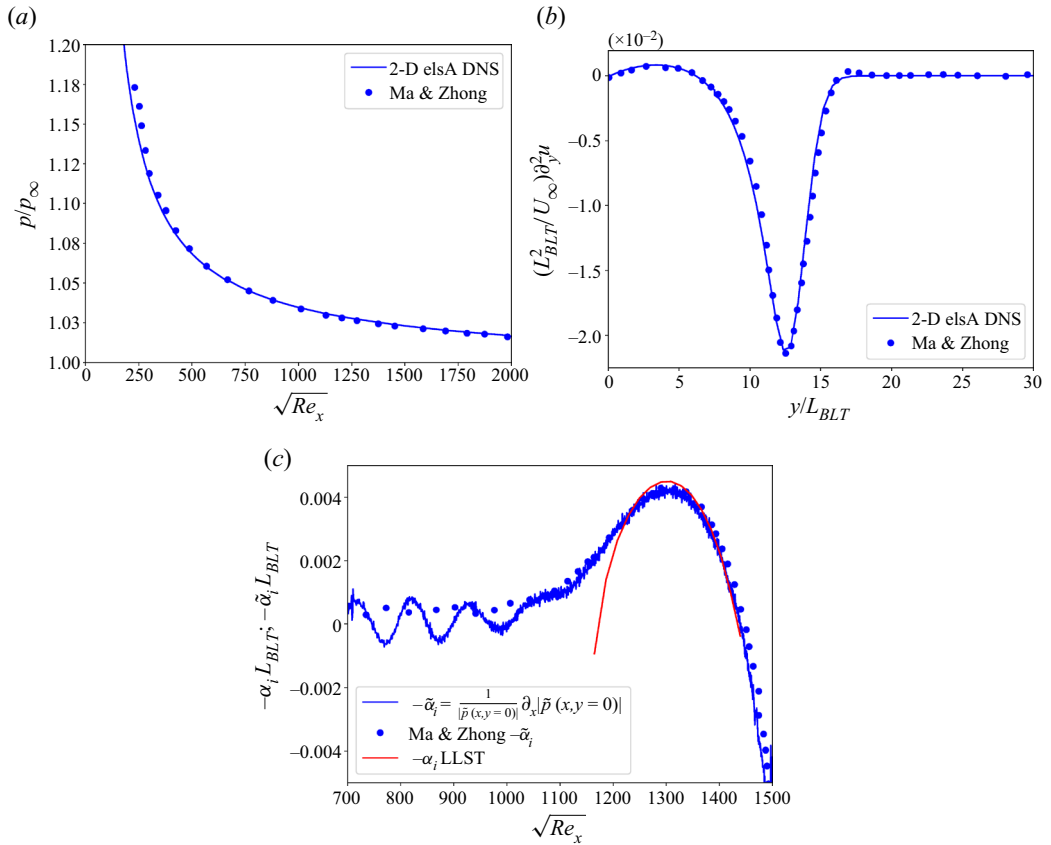 (a)
1.20
1.18
1.15
1.12
1.10
1.08
1.05
1.03
1.00
p/p∞
0
250
500
750
1000
1250
1500
1750
2000
√Re_x
2-D elsA DNS
Ma & Zhong
(b)
(×10⁻²)
0
−0.5
−1.0
−1.5
−2.0
(L²_BLT/U∞)∂²_y u
0
5
10
15
20
25
30
y/L_BLT
2-D elsA DNS
Ma & Zhong
(c)
0.004
0.002
0
−0.002
−0.004
−α_i L_BLT; −α̃_i L_BLT
700
800
900
1000
1100
1200
1300
1400
1500
√Re_x
−α̃_i = 1/|p̃ (x,y = 0)| ∂_x|p̃ (x,y = 0)|
Ma & Zhong −α̃_i
−α_i LLST